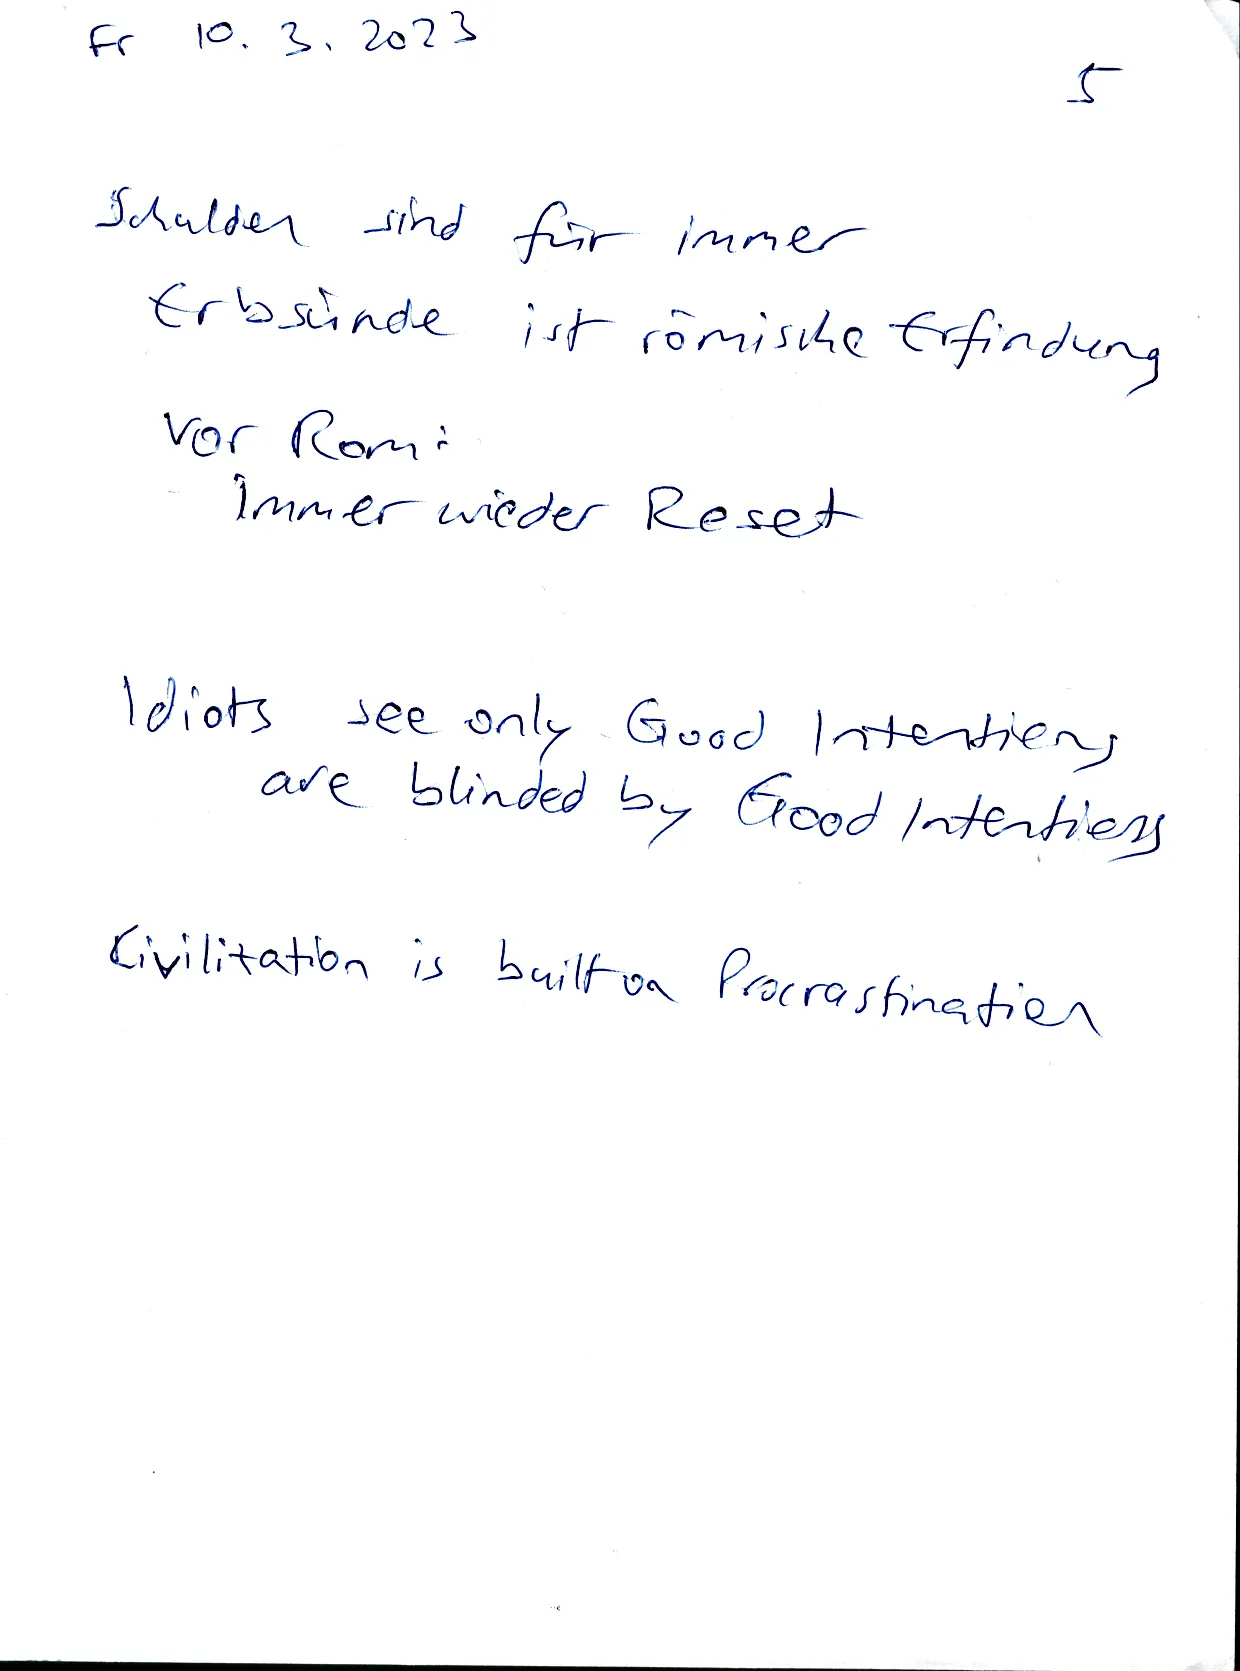 Fr 10. 3. 2023
5
Schulden sind für immer
Erbsünde ist römische Erfindung
Vor Rom:
Immer wieder Reset
Idiots see only Good Intentions
are blinded by Good Intentions
Civilitation is built on Procrastination